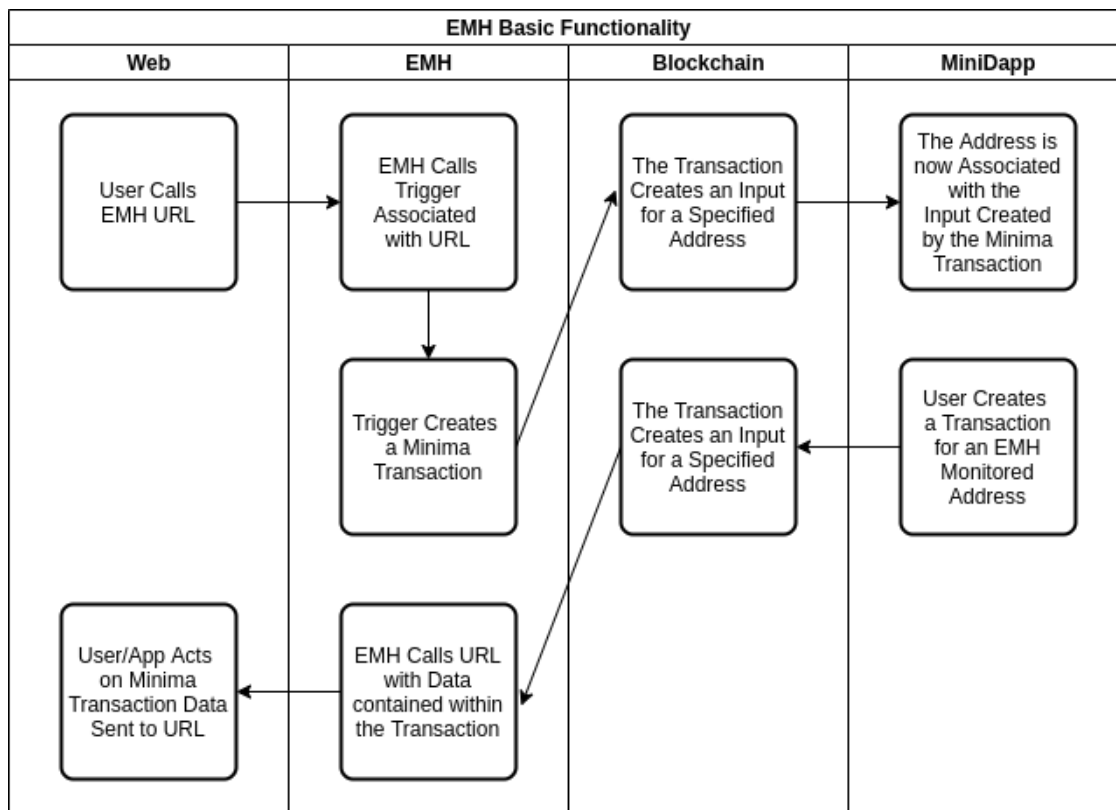 EMH Basic Functionality
Web
EMH
Blockchain
MiniDapp
User Calls
EMH URL
EMH Calls
Trigger
Associated
with URL
The Transaction
Creates an Input
for a Specified
Address
The Address is
now Associated
with the
Input Created
by the Minima
Transaction
Trigger Creates
a Minima
Transaction
The Transaction
Creates an Input
for a Specified
Address
User Creates
a Transaction
for an EMH
Monitored
Address
User/App Acts
on Minima
Transaction Data
Sent to URL
EMH Calls URL
with Data
contained within
the Transaction